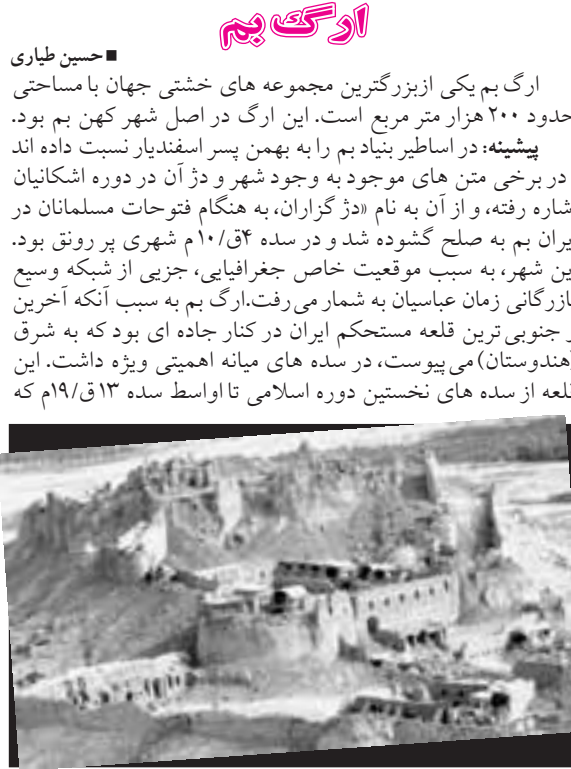 ارگ بم
■ حسین طیاری
ارگ بم یکی ازبزرگترین مجموعه های خشتی جهان با مساحتی
حدود ۲۰۰ هزار متر مربع است. این ارگ در اصل شهر کهن بم بود.
پیشینه: در اساطیر بنیاد بم را به بهمن پسر اسفندیار نسبت داده اند
در برخی متن های موجود به وجود شهر و دژ آن در دوره اشکانیان
شاره رفته، و از آن به نام «دژ گزاران، به هنگام فتوحات مسلمانان در
یران بم به صلح گشوده شد و در سده ۴ق/۱۰م شهری پر رونق بود.
ین شهر، به سبب موقعیت خاص جغرافیایی، جزیی از شبکه وسیع
ازرگانی زمان عباسیان به شمار می‌رفت.ارگ بم به سبب آنکه آخرین
و جنوبی ترین قلعه مستحکم ایران در کنار جاده ای بود که به شرق
(هندوستان) می پیوست، در سده های میانه اهمیتی ویژه داشت. این
لعه از سده های نخستین دوره اسلامی تا اواسط سده ۱۳ق/۱۹م که